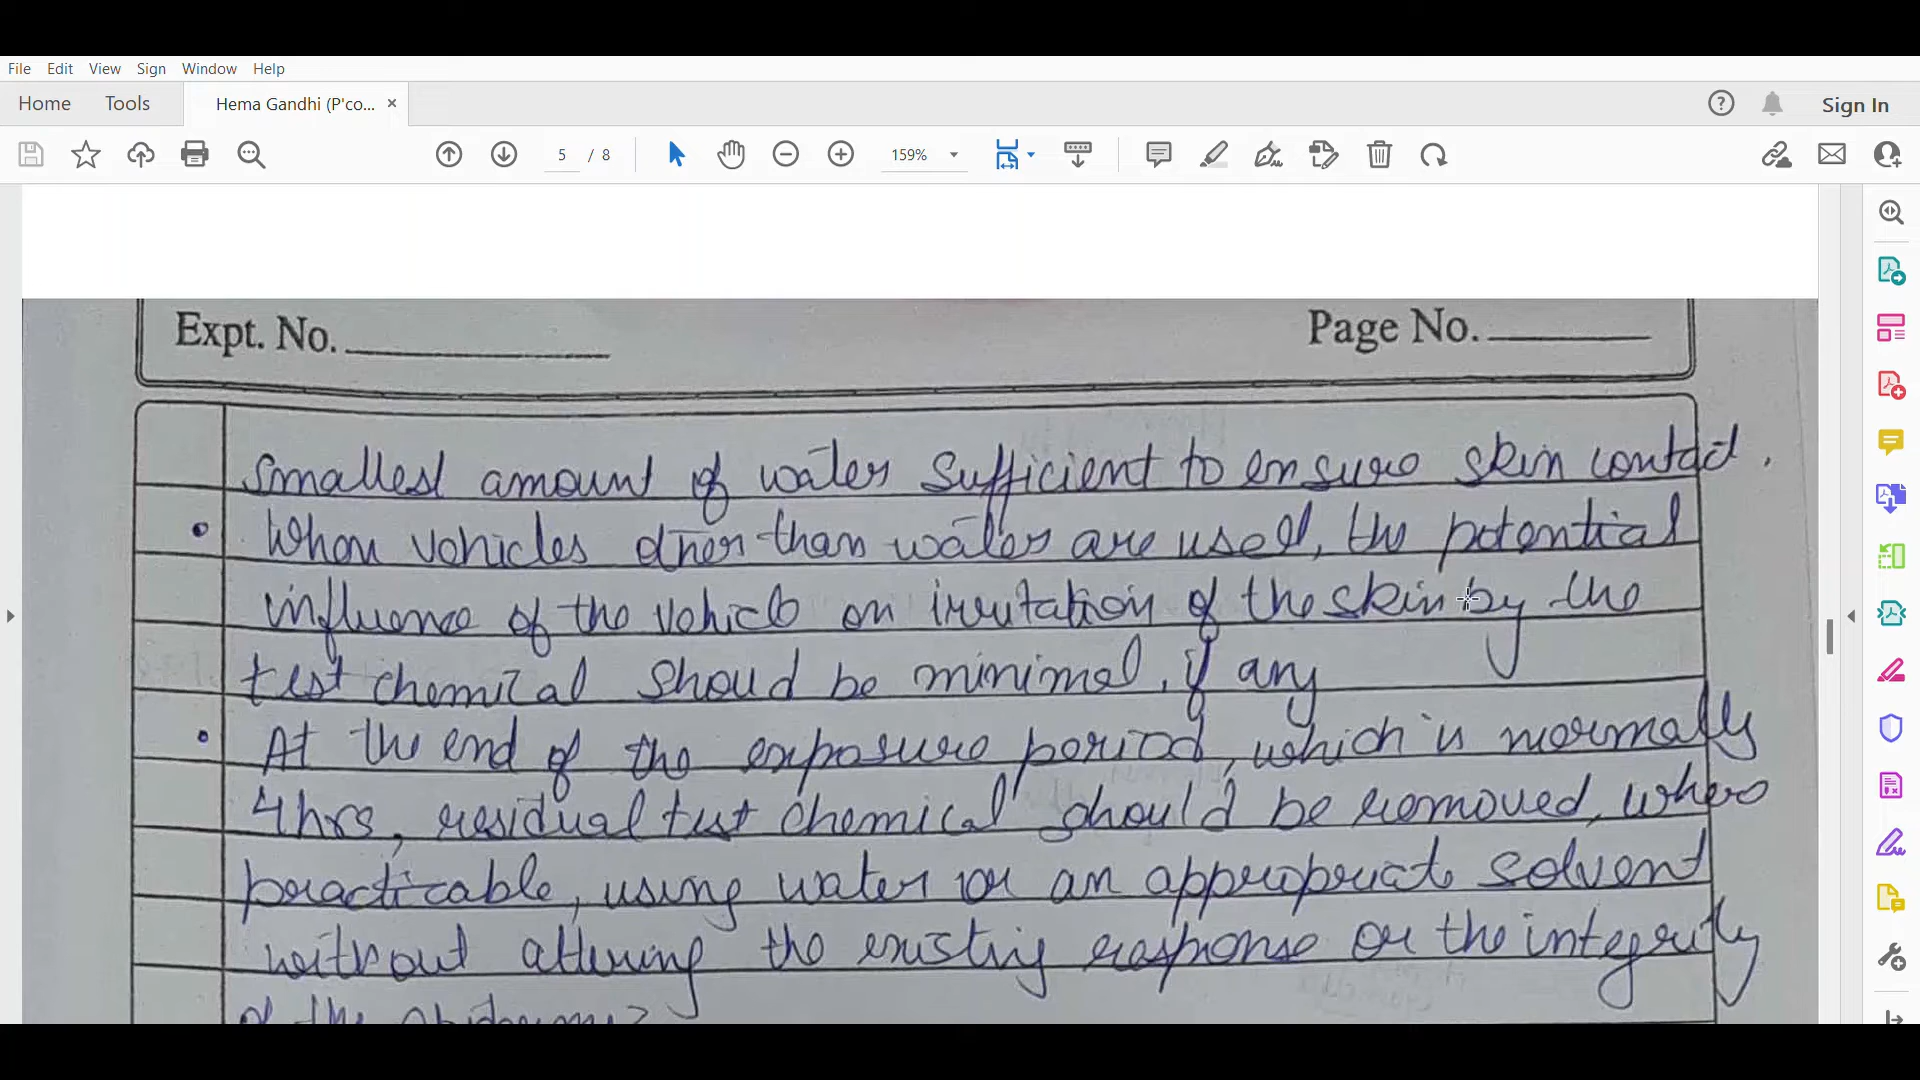 File Edit View Sign Window Help
Home Tools Hema Gandhi (P'co... × Sign In
5 / 8 159%
Expt. No. Page No.
Smallest amount of water sufficient to ensure skin contact.
• When vehicles other than water are used, the potential
influence of the vehicle on irritation of the skin by the
test chemical shoud be minimal, if any
• At the end of the exposure period, which is normally
4hrs, residual test chemical should be removed, where
practicable, using water or an appropriate solvent
without altering the existing response or the integrity
of the epidermis